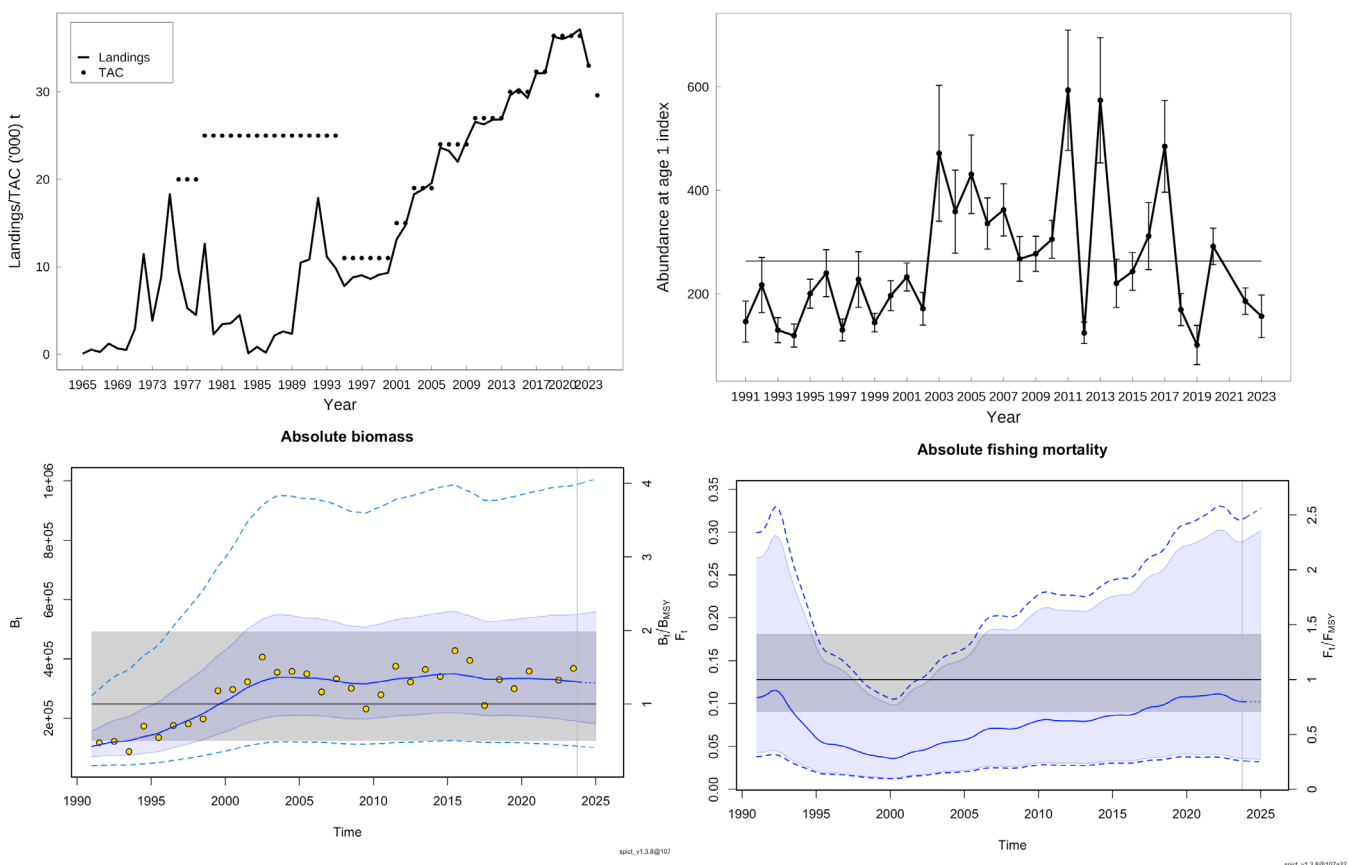 Landings
TAC
Landings/TAC ('000) t
0
10
20
30
1965 1969 1973 1977 1981 1985 1989 1993 1997 2001 2005 2009 2013 2017 2020 2023
Year
Abundance at age 1 index
200
400
600
1991 1993 1995 1997 1999 2001 2003 2005 2007 2009 2011 2013 2015 2017 2019 2021 2023
Year
Absolute biomass
Bt
2e+05
4e+05
6e+05
8e+05
1e+06
Bt/BMSY
Ft
1
2
3
4
1990 1995 2000 2005 2010 2015 2020 2025
Time
spict_v1.3.8@107
Absolute fishing mortality
0.00
0.05
0.10
0.15
0.20
0.25
0.30
0.35
Ft/FMSY
0
0.5
1
1.5
2
2.5
1990 1995 2000 2005 2010 2015 2020 2025
Time